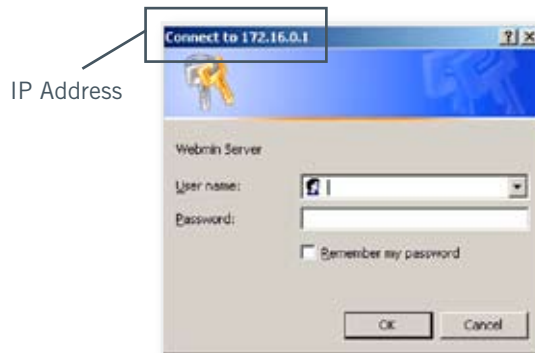 Connect to 172.16.0.1
IP Address
Webmin Server
User name:
Password:
Remember my password
OK
Cancel